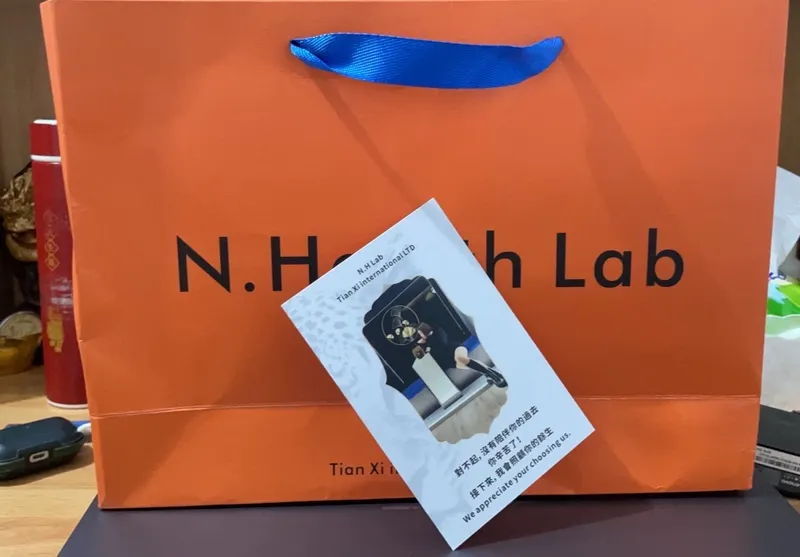 N.H Lab
Tian Xi
N.H Lab
Tian Xi international LTD
對不起，沒有陪伴你的過去
你辛苦了！
接下來，我會照顧你的餘生
We appreciate your choosing us.